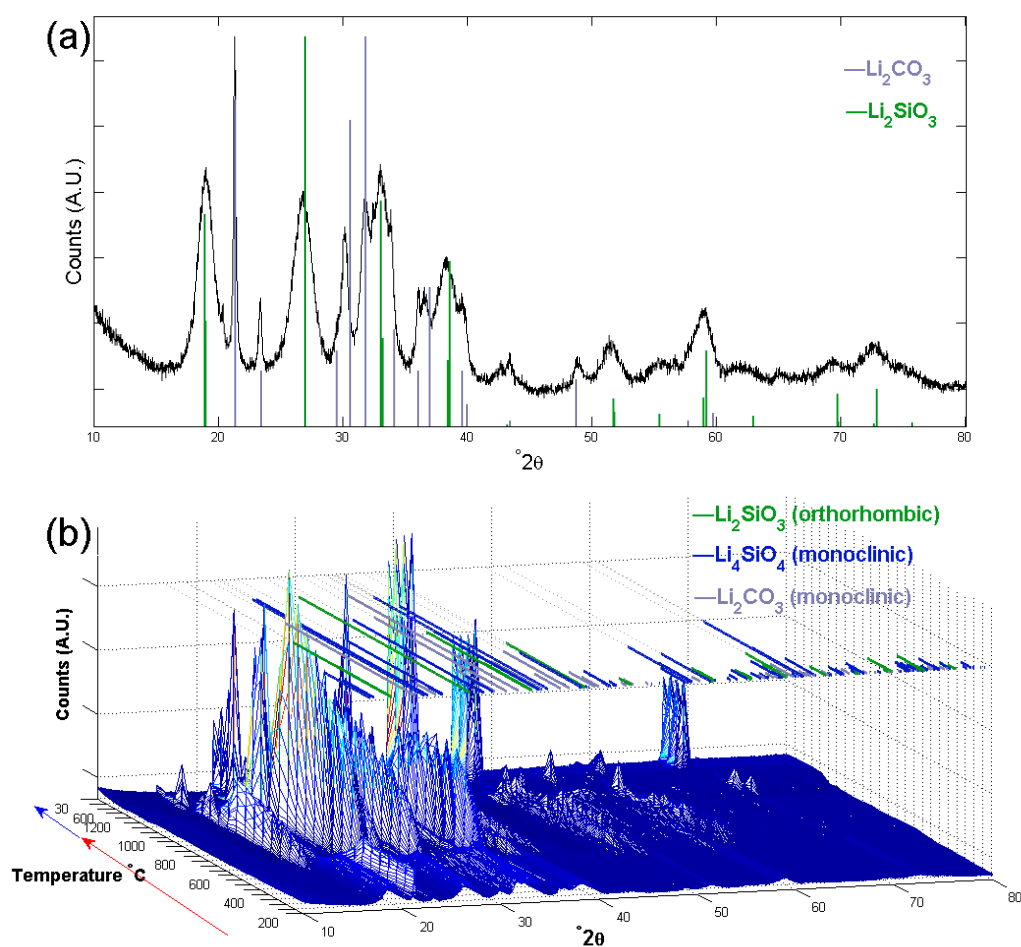 (a)
Counts (A.U.)
—Li₂CO₃
—Li₂SiO₃
10 20 30 40 50 60 70 80
°2θ
(b)
Counts (A.U.)
—Li₂SiO₃ (orthorhombic)
—Li₄SiO₄ (monoclinic)
—Li₂CO₃ (monoclinic)
30
600
1200
1000
800
600
400
200
Temperature °C
10 20 30 40 50 60 70 80
°2θ